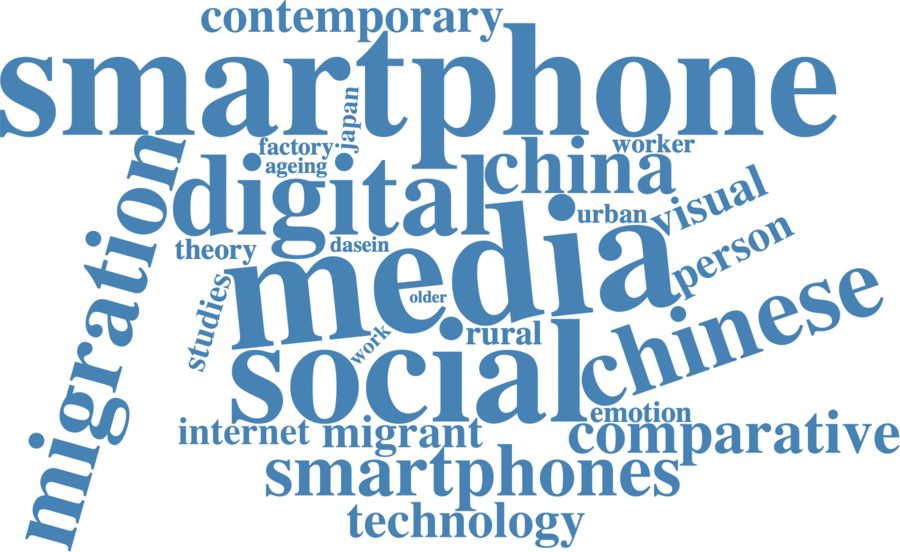 contemporary
smartphone
japan
factory
worker
ageing
china
digital
migration
visual
urban
person
theory
dasein
media
studies
older
chinese
rural
work
social
emotion
internet
migrant
comparative
smartphones
technology